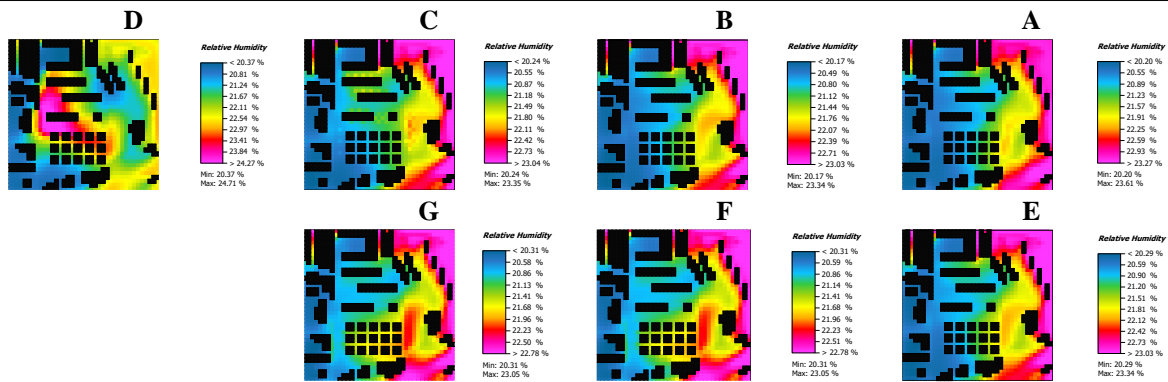 D
Relative Humidity
< 20.37 %
20.81 %
21.24 %
21.67 %
22.11 %
22.54 %
22.97 %
23.41 %
23.84 %
> 24.27 %
Min: 20.37 %
Max: 24.71 %
C
Relative Humidity
< 20.24 %
20.55 %
20.87 %
21.18 %
21.49 %
21.80 %
22.11 %
22.42 %
22.73 %
> 23.04 %
Min: 20.24 %
Max: 23.35 %
B
Relative Humidity
< 20.17 %
20.49 %
20.80 %
21.12 %
21.44 %
21.76 %
22.07 %
22.39 %
22.71 %
> 23.03 %
Min: 20.17 %
Max: 23.34 %
A
Relative Humidity
< 20.20 %
20.55 %
20.89 %
21.23 %
21.57 %
21.91 %
22.25 %
22.59 %
22.93 %
> 23.27 %
Min: 20.20 %
Max: 23.61 %
G
Relative Humidity
< 20.31 %
20.58 %
20.86 %
21.13 %
21.41 %
21.68 %
21.96 %
22.23 %
22.50 %
> 22.78 %
Min: 20.31 %
Max: 23.05 %
F
Relative Humidity
< 20.31 %
20.59 %
20.86 %
21.13 %
21.41 %
21.68 %
21.96 %
22.23 %
22.51 %
> 22.78 %
Min: 20.31 %
Max: 23.05 %
E
Relative Humidity
< 20.29 %
20.59 %
20.90 %
21.20 %
21.51 %
21.81 %
22.12 %
22.42 %
22.73 %
> 23.03 %
Min: 20.29 %
Max: 23.34 %